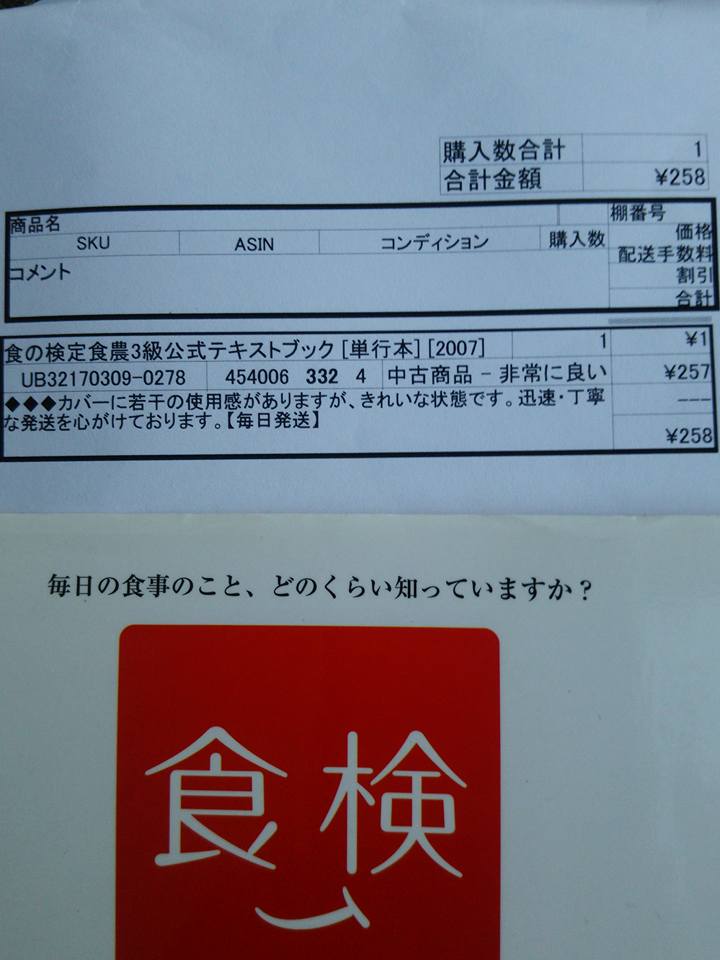 購入数合計 1
合計金額 ¥258
商品名 棚番号
SKU ASIN コンディション 購入数 価格
コメント 配送手数料
割引
合計
食の検定食農3級公式テキストブック [単行本] [2007] 1 ¥1
UB32170309-0278 454006 332 4 中古商品 - 非常に良い ¥257
◆◆◆カバーに若干の使用感がありますが、きれいな状態です。迅速・丁寧 ---
な発送を心がけております。【毎日発送】 ¥258
毎日の食事のこと、どのくらい知っていますか？
食検